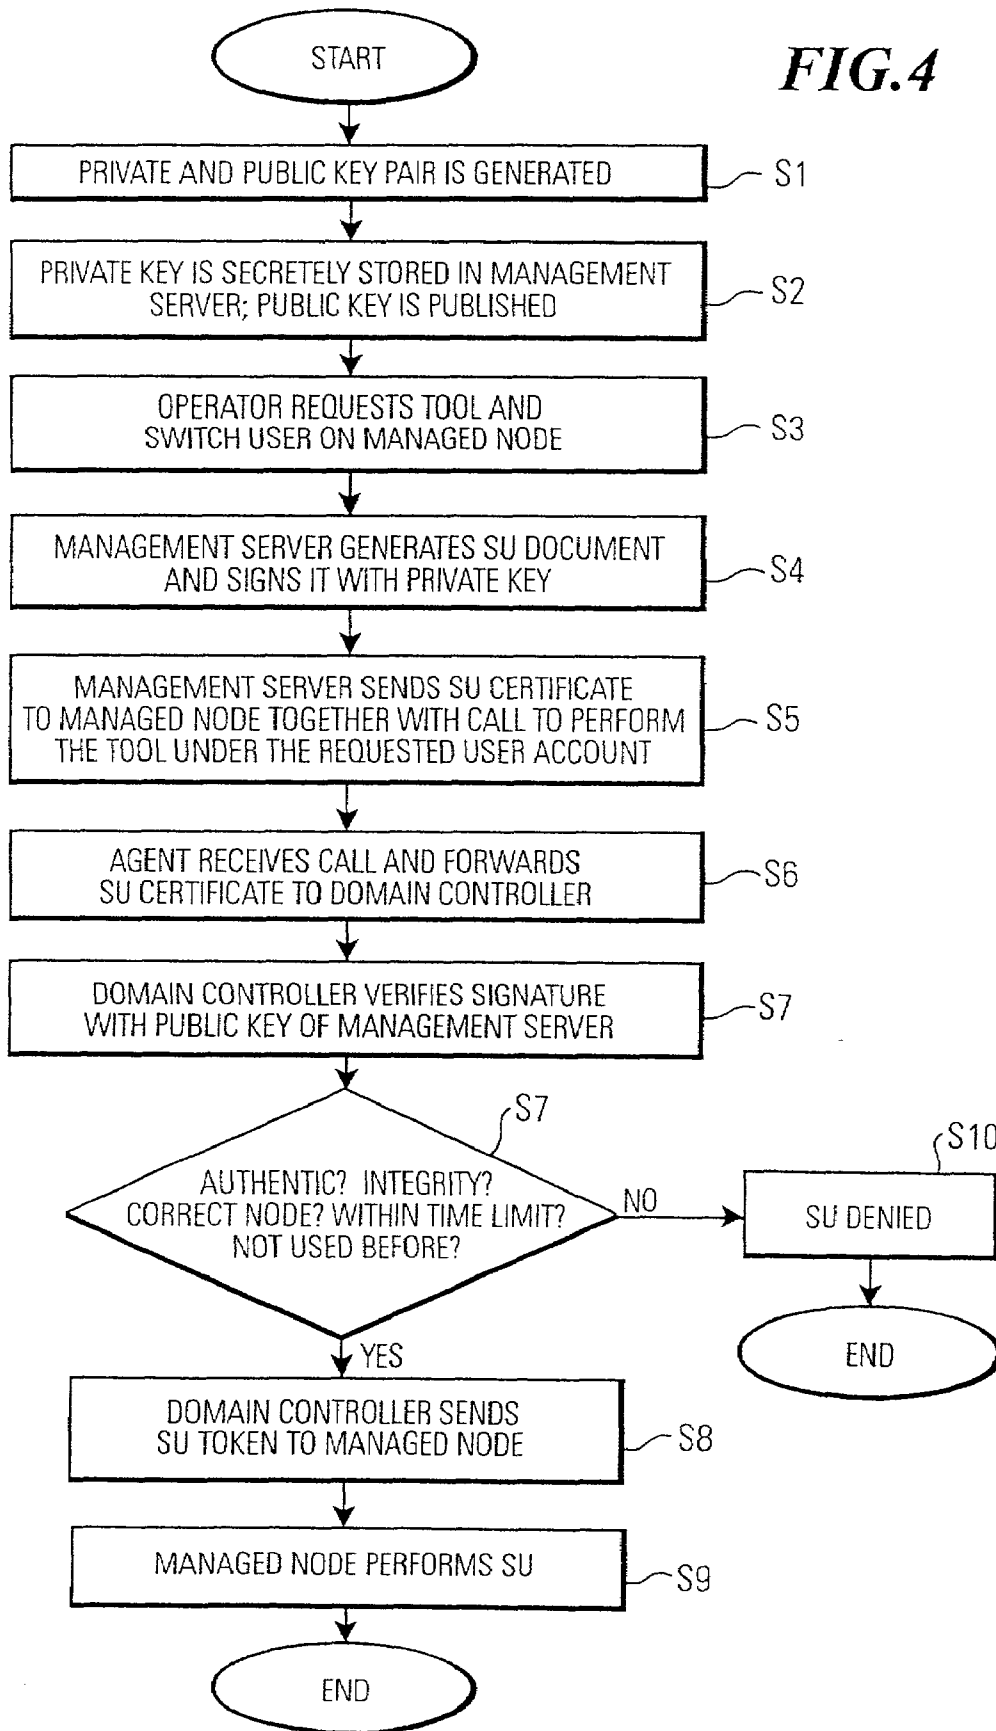 FIG.4
START
PRIVATE AND PUBLIC KEY PAIR IS GENERATED
S1
PRIVATE KEY IS SECRETELY STORED IN MANAGEMENT
SERVER; PUBLIC KEY IS PUBLISHED
S2
OPERATOR REQUESTS TOOL AND
SWITCH USER ON MANAGED NODE
S3
MANAGEMENT SERVER GENERATES SU DOCUMENT
AND SIGNS IT WITH PRIVATE KEY
S4
MANAGEMENT SERVER SENDS SU CERTIFICATE
TO MANAGED NODE TOGETHER WITH CALL TO PERFORM
THE TOOL UNDER THE REQUESTED USER ACCOUNT
S5
AGENT RECEIVES CALL AND FORWARDS
SU CERTIFICATE TO DOMAIN CONTROLLER
S6
DOMAIN CONTROLLER VERIFIES SIGNATURE
WITH PUBLIC KEY OF MANAGEMENT SERVER
S7
S7
AUTHENTIC? INTEGRITY?
CORRECT NODE? WITHIN TIME LIMIT?
NOT USED BEFORE?
NO
S10
SU DENIED
END
YES
DOMAIN CONTROLLER SENDS
SU TOKEN TO MANAGED NODE
S8
MANAGED NODE PERFORMS SU
S9
END